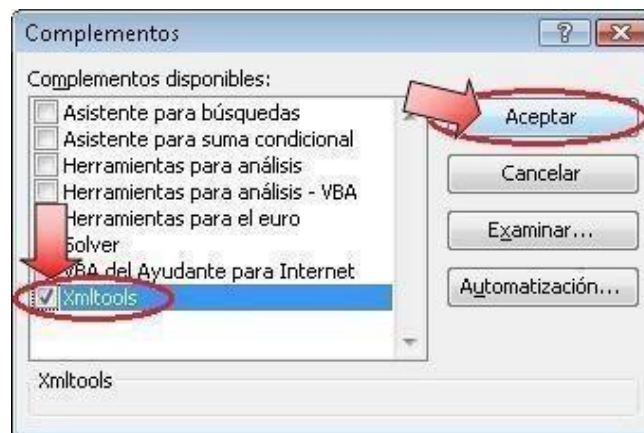 Complementos
Complementos disponibles:
Asistente para búsquedas
Asistente para suma condicional
Herramientas para análisis
Herramientas para análisis - VBA
Herramientas para el euro
Solver
VBA del Ayudante para Internet
Xmltools
Aceptar
Cancelar
Examinar...
Automatización...
Xmltools